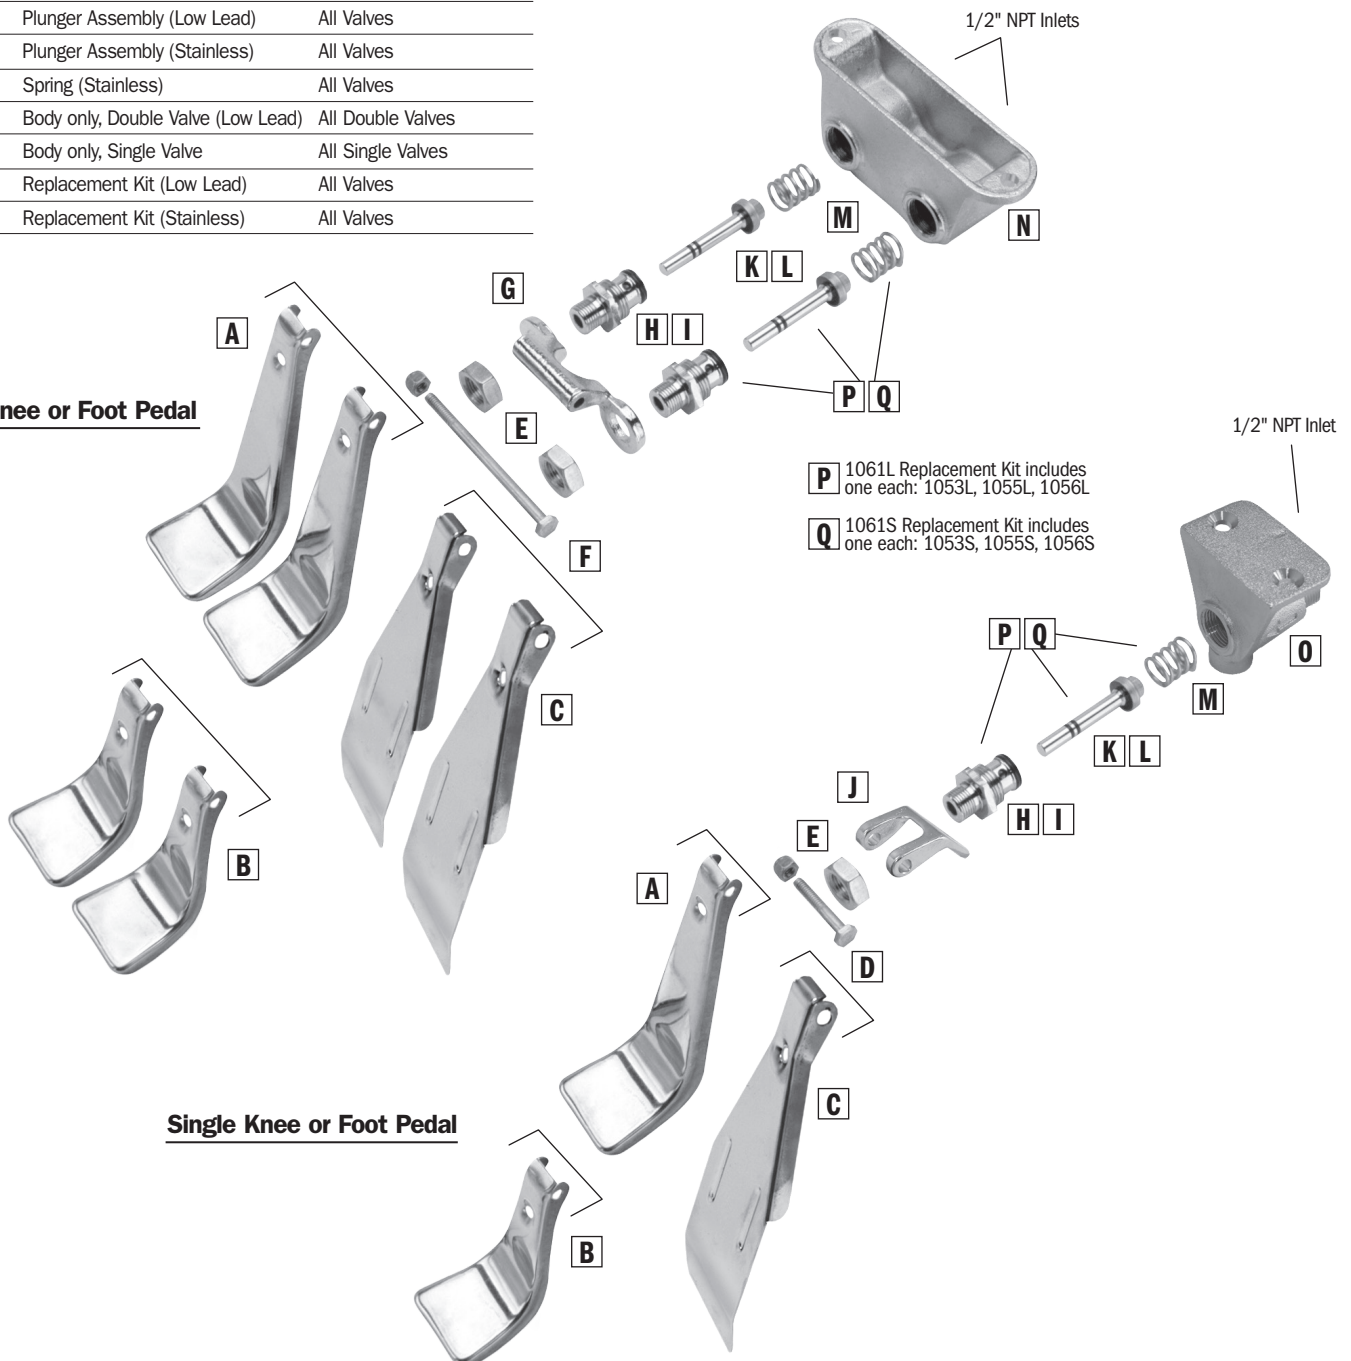 Plunger Assembly (Low Lead) All Valves
Plunger Assembly (Stainless) All Valves
Spring (Stainless) All Valves
Body only, Double Valve (Low Lead) All Double Valves
Body only, Single Valve All Single Valves
Replacement Kit (Low Lead) All Valves
Replacement Kit (Stainless) All Valves
1/2" NPT Inlets
N
M
K L
G
H I
A
P Q
nee or Foot Pedal
E
F
1/2" NPT Inlet
P 1061L Replacement Kit includes
one each: 1053L, 1055L, 1056L
Q 1061S Replacement Kit includes
one each: 1053S, 1055S, 1056S
P Q
O
M
C
K L
J
H I
E
B
A
D
C
Single Knee or Foot Pedal
B